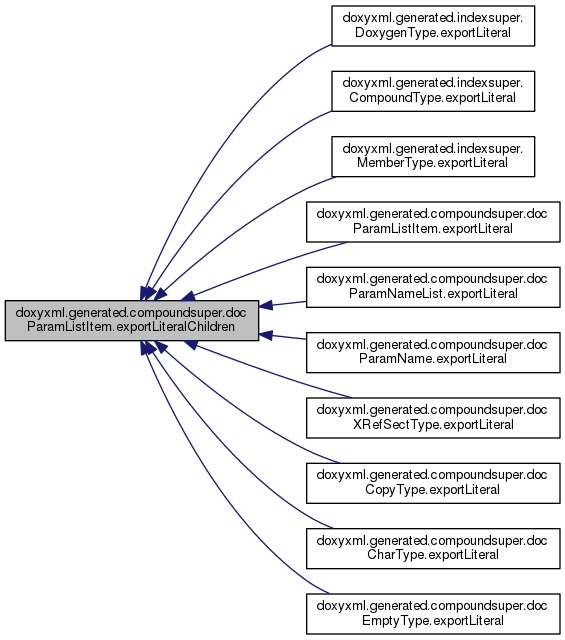 doxyxml.generated.indexsuper.
DoxygenType.exportLiteral
doxyxml.generated.indexsuper.
CompoundType.exportLiteral
doxyxml.generated.indexsuper.
MemberType.exportLiteral
doxyxml.generated.compoundsuper.doc
ParamListItem.exportLiteral
doxyxml.generated.compoundsuper.doc
ParamNameList.exportLiteral
doxyxml.generated.compoundsuper.doc
ParamListItem.exportLiteralChildren
doxyxml.generated.compoundsuper.doc
ParamName.exportLiteral
doxyxml.generated.compoundsuper.doc
XRefSectType.exportLiteral
doxyxml.generated.compoundsuper.doc
CopyType.exportLiteral
doxyxml.generated.compoundsuper.doc
CharType.exportLiteral
doxyxml.generated.compoundsuper.doc
EmptyType.exportLiteral